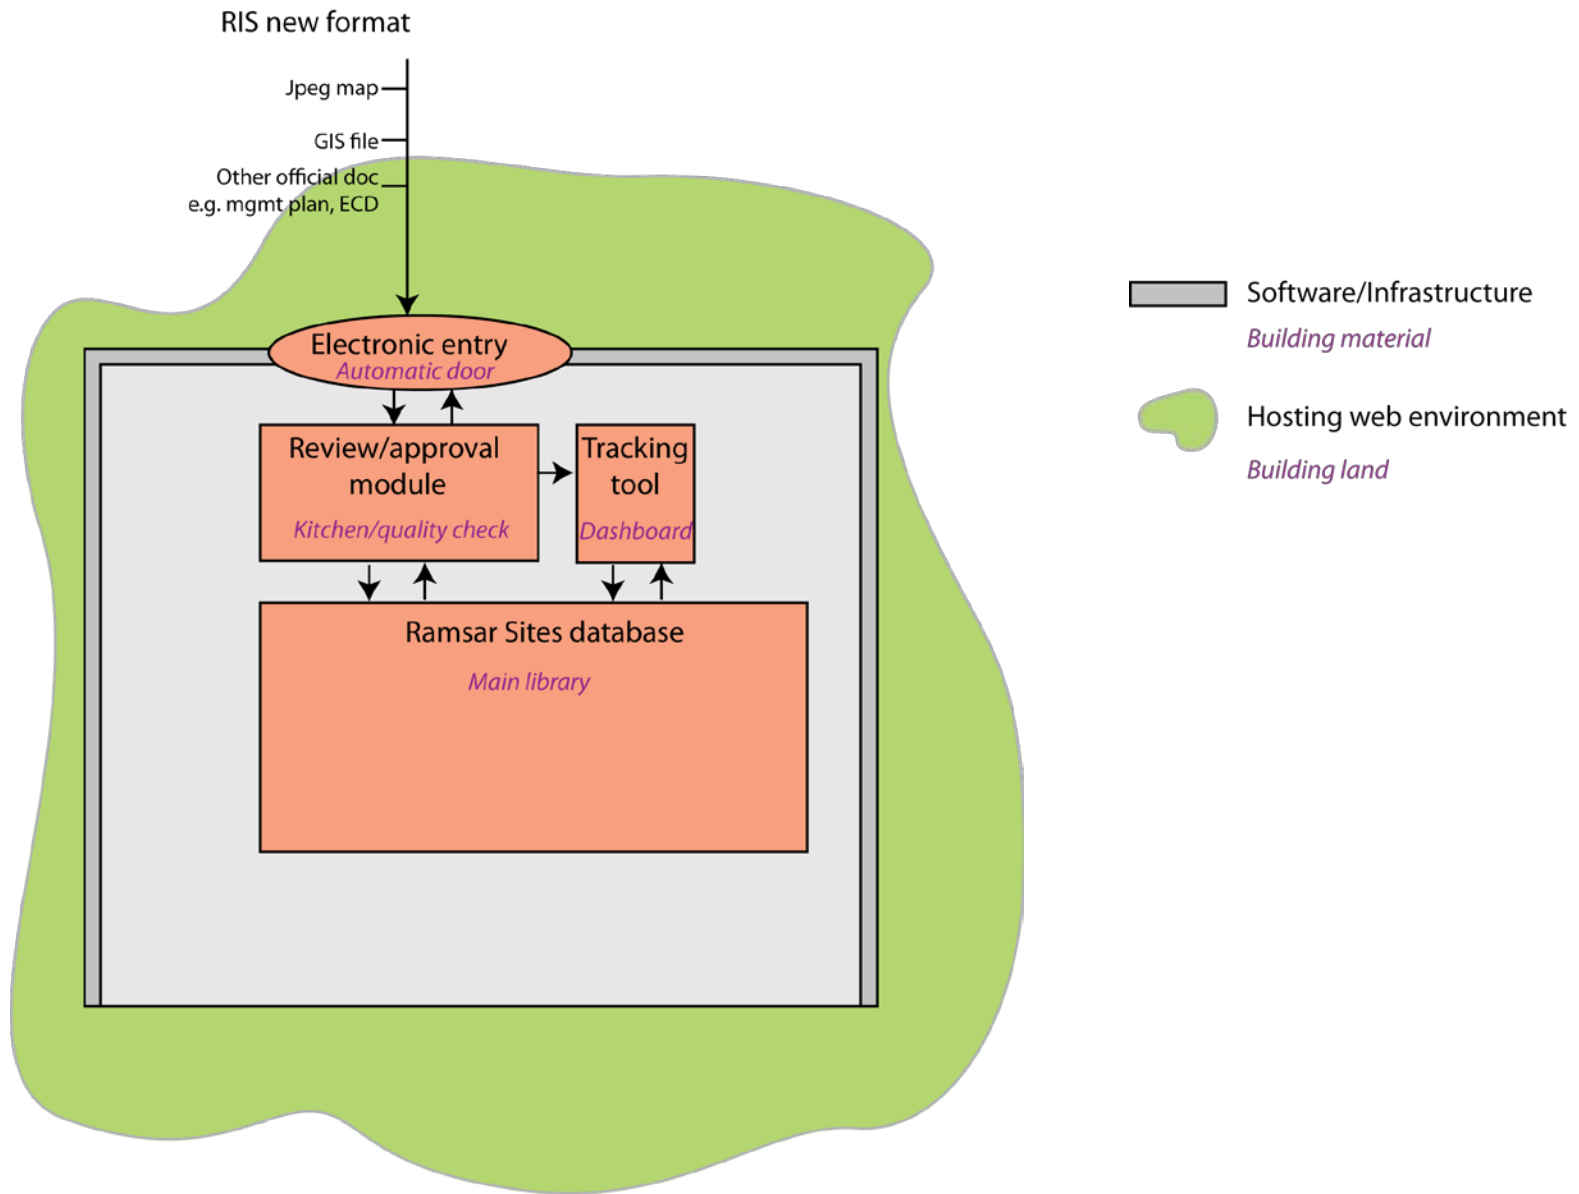 RIS new format
Jpeg map
GIS file
Other official doc
e.g. mgmt plan, ECD
Electronic entry
Automatic door
Review/approval
module
Kitchen/quality check
Tracking
tool
Dashboard
Ramsar Sites database
Main library
Software/Infrastructure
Building material
Hosting web environment
Building land